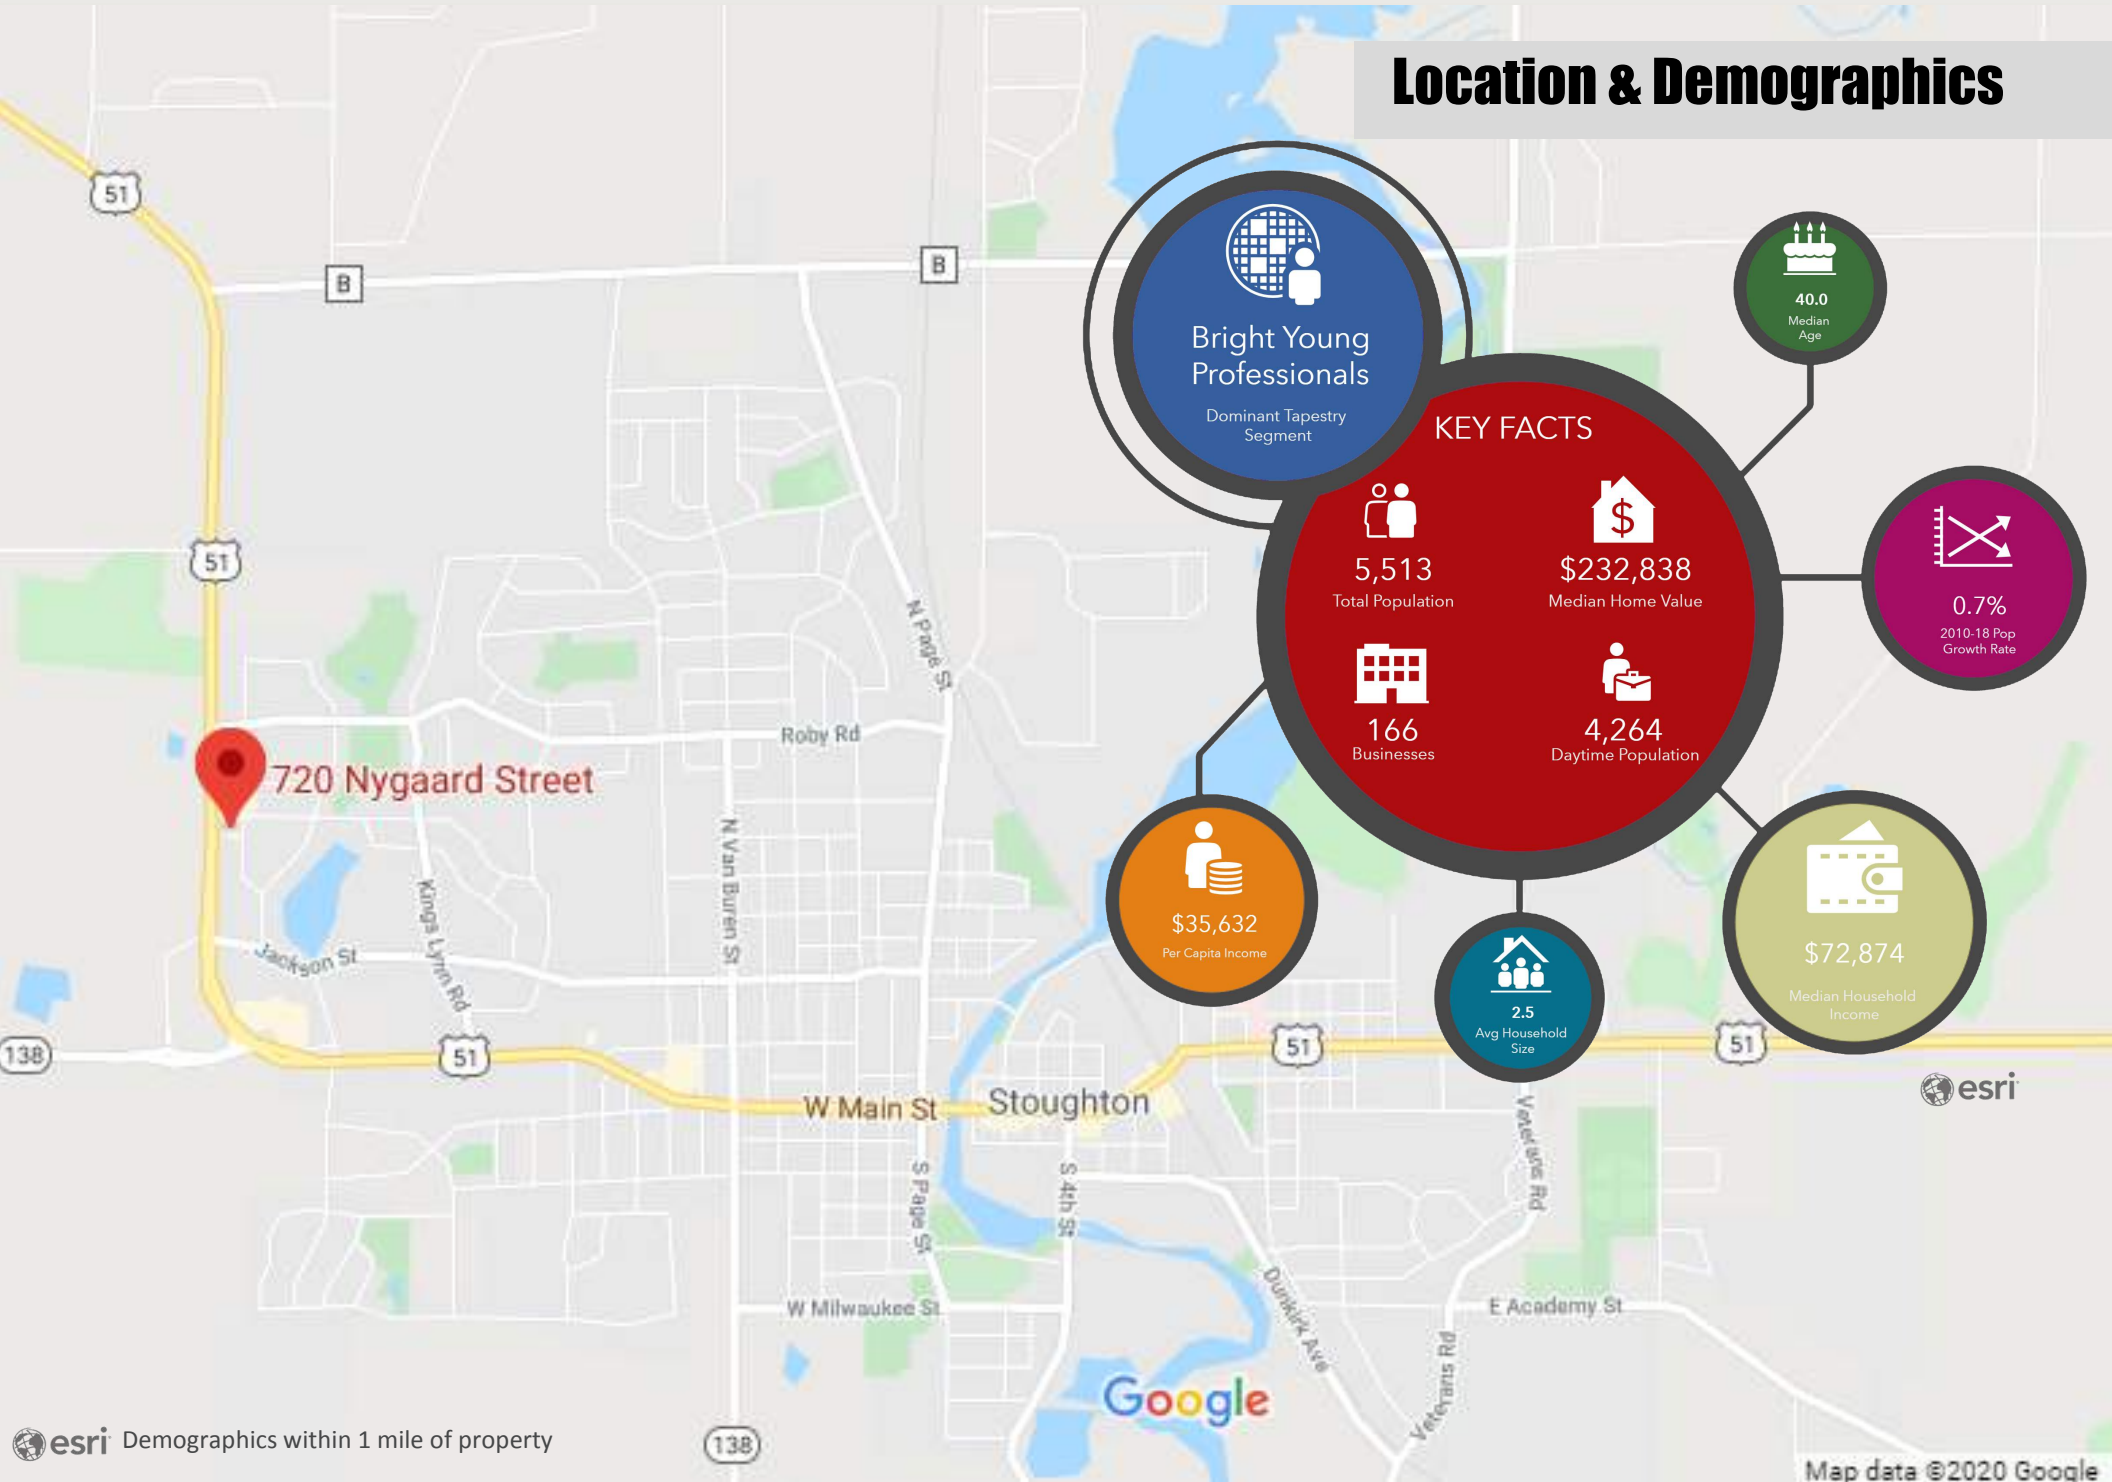 Location & Demographics
51
B
B
Bright Young
Professionals
Dominant Tapestry
Segment
40.0
Median
Age
KEY FACTS
5,513
Total Population
$232,838
Median Home Value
166
Businesses
4,264
Daytime Population
0.7%
2010-18 Pop
Growth Rate
51
N Page St
Roby Rd
720 Nygaard Street
N Van Buren St
Kings Lynn Rd
Jackson St
$35,632
Per Capita Income
2.5
Avg Household
Size
$72,874
Median Household
Income
138
51
51
51
esri
W Main St
Stoughton
S Page St
S 4th St
Veterans Rd
Dunkirk Ave
W Milwaukee St
E Academy St
Veterans Rd
Google
esri Demographics within 1 mile of property
138
Map data ©2020 Google